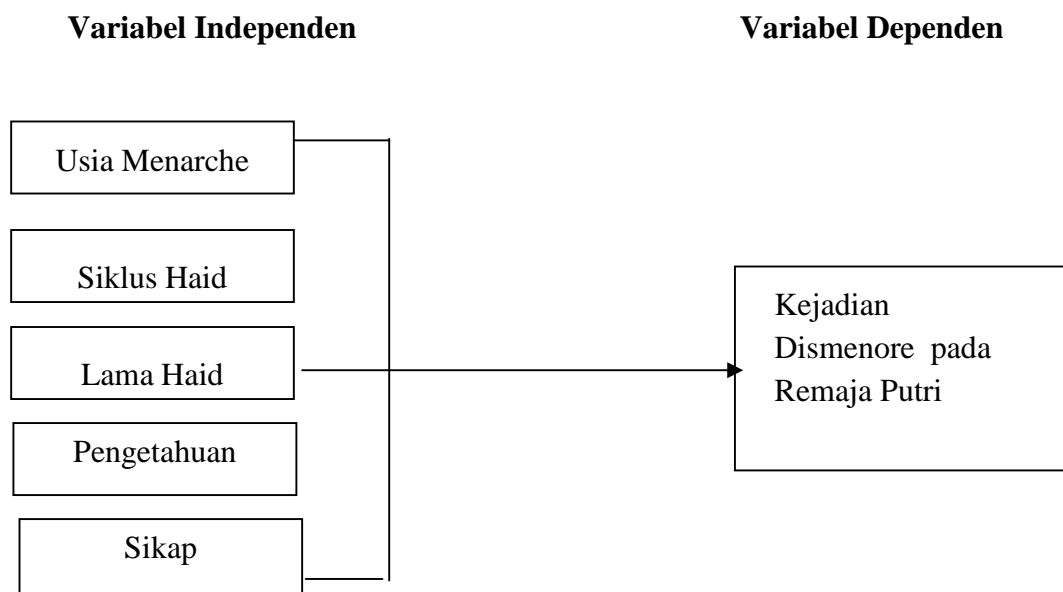 Variabel Independen
Variabel Dependen
Usia Menarche
Siklus Haid
Lama Haid
Pengetahuan
Sikap
Kejadian
Dismenore pada
Remaja Putri